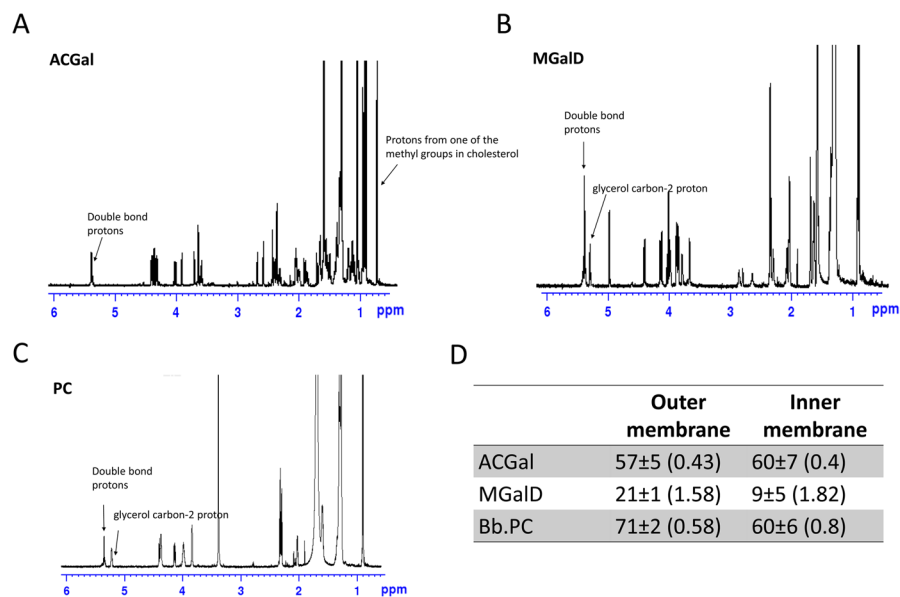 A
ACGal
Double bond
protons
Protons from one of the
methyl groups in cholesterol
6 5 4 3 2 1 ppm
B
MGalD
Double bond
protons
glycerol carbon-2 proton
6 5 4 3 2 1 ppm
C
PC
Double bond
protons
glycerol carbon-2 proton
6 5 4 3 2 1 ppm
D
Outer membrane Inner membrane
ACGal 57±5 (0.43) 60±7 (0.4)
MGalD 21±1 (1.58) 9±5 (1.82)
Bb.PC 71±2 (0.58) 60±6 (0.8)